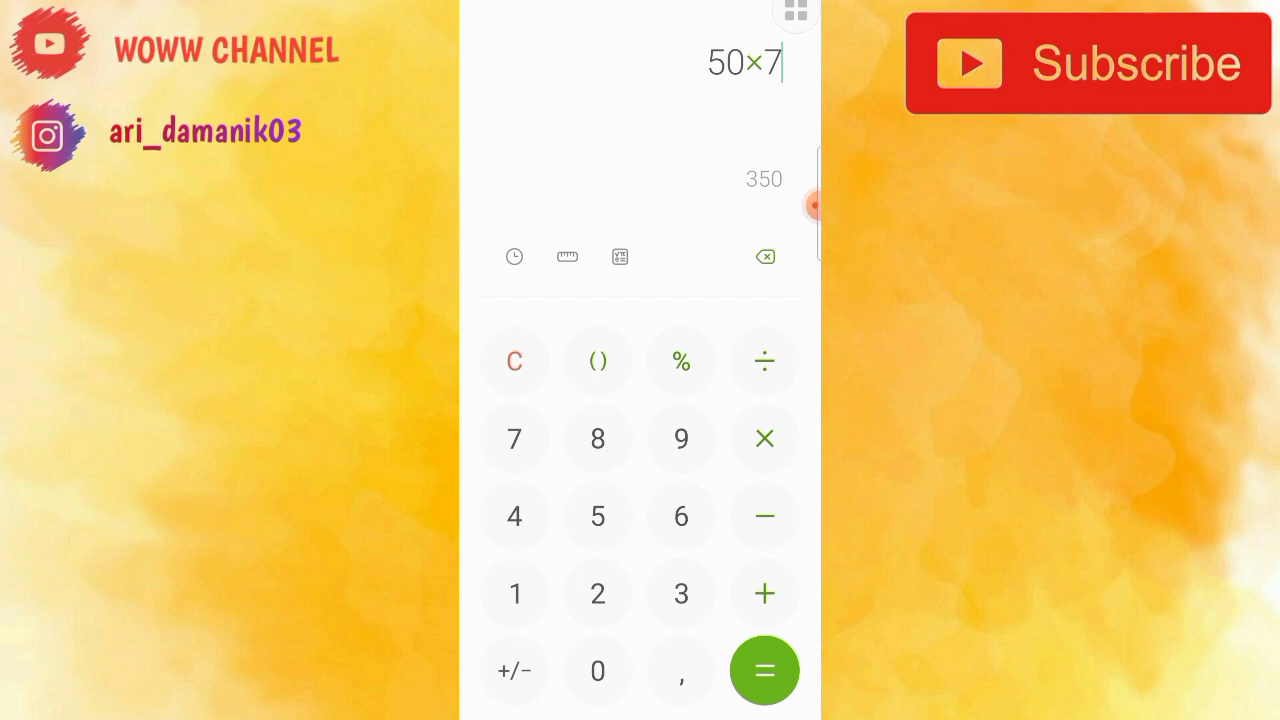 WOWW CHANNEL
ari_damanik03
Subscribe
50×7
350
C () % ÷
7 8 9 ×
4 5 6 −
1 2 3 +
+/− 0 , =